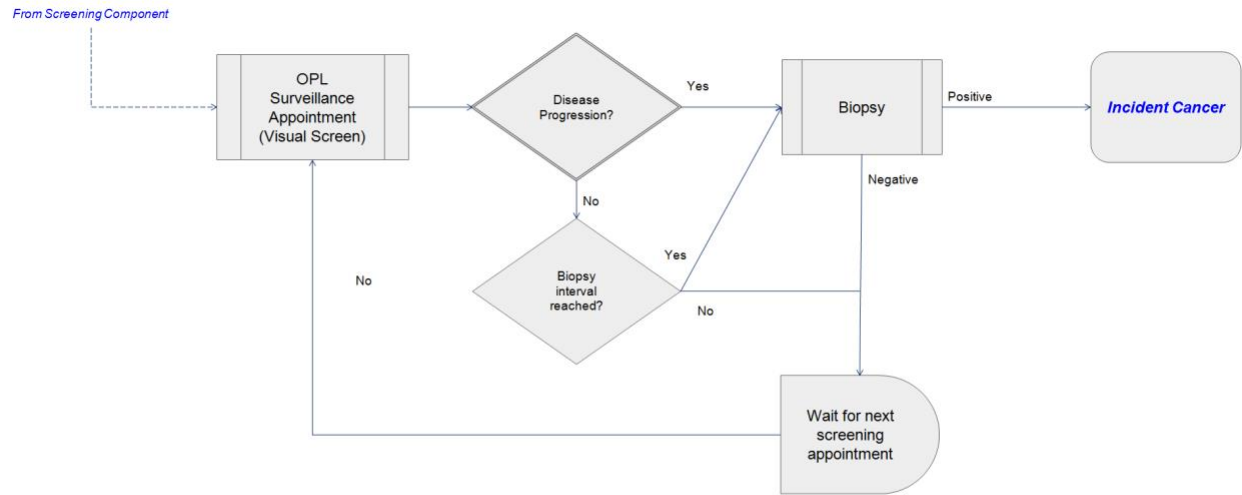 From Screening Component
OPL
Surveillance
Appointment
(Visual Screen)
Disease
Progression?
Yes
Biopsy
Positive
Incident Cancer
Negative
No
Biopsy
interval
reached?
Yes
No
No
Wait for next
screening
appointment